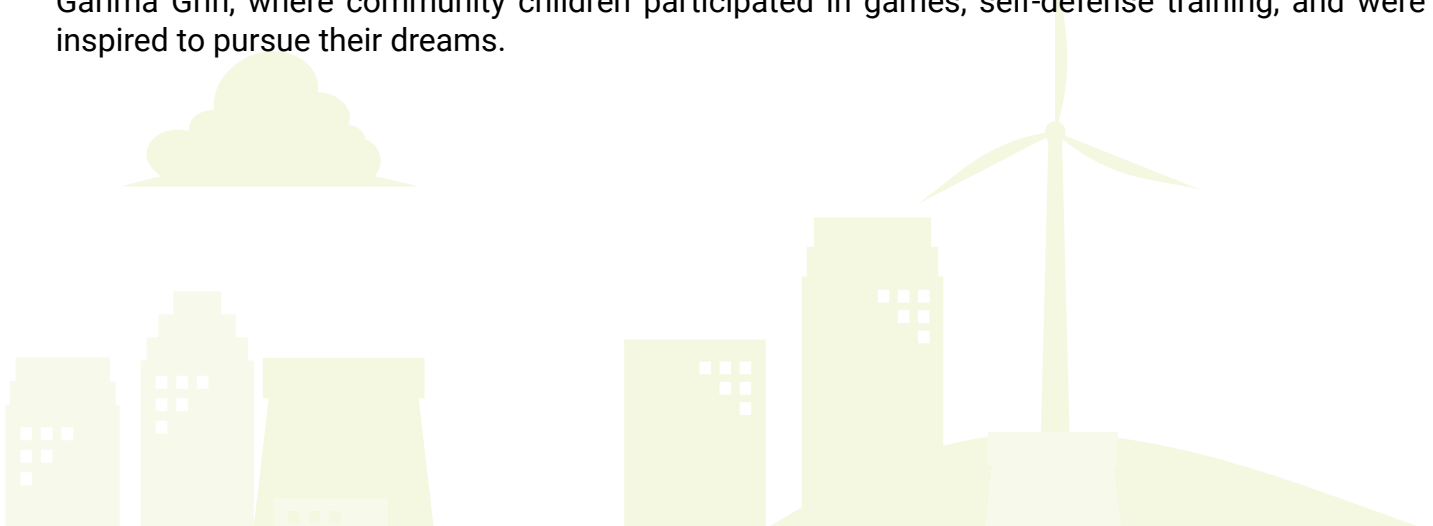 Garima Grih, where community children participated in games, self-defense training, and were
inspired to pursue their dreams.